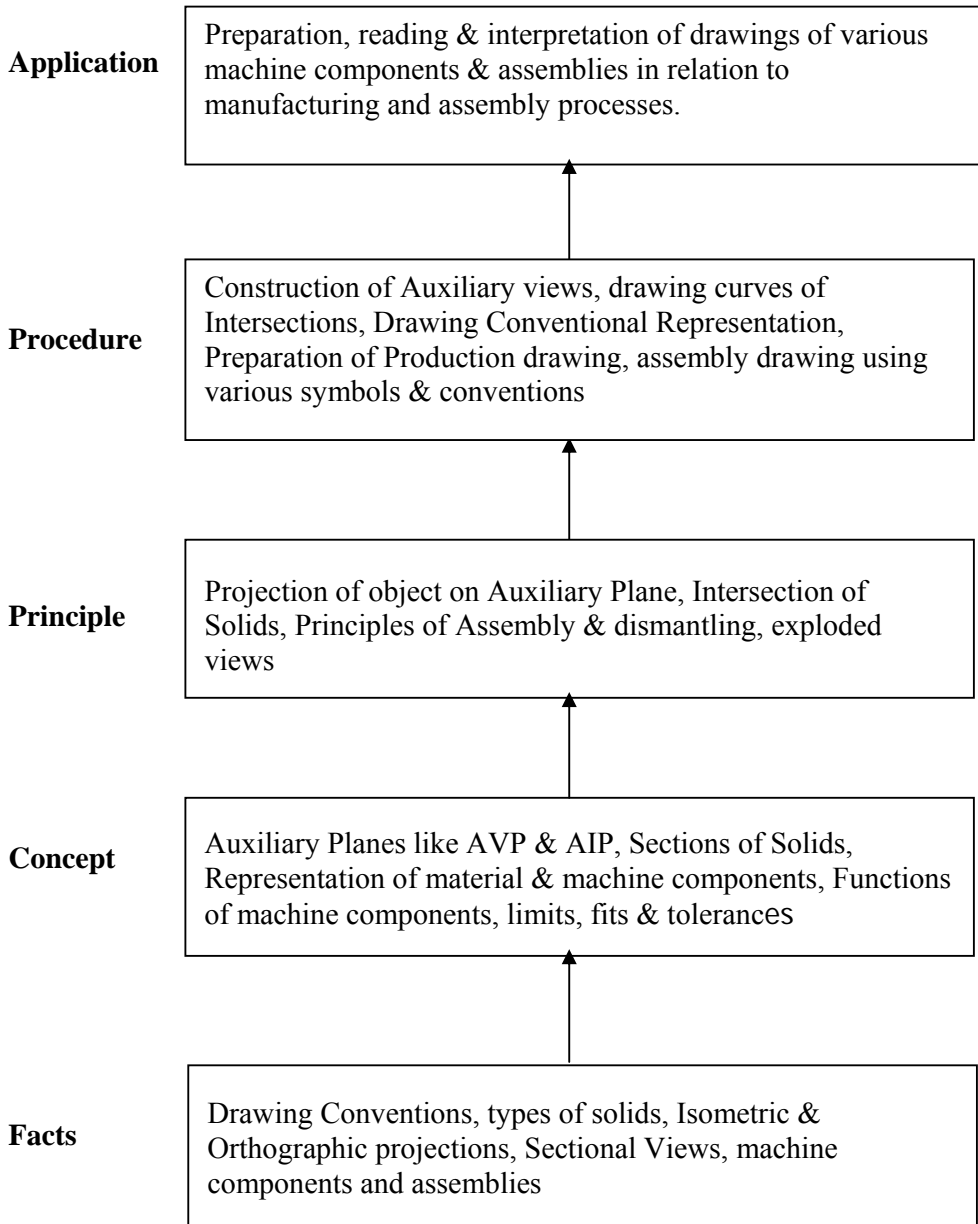 Application
Preparation, reading & interpretation of drawings of various
machine components & assemblies in relation to
manufacturing and assembly processes.
Procedure
Construction of Auxiliary views, drawing curves of
Intersections, Drawing Conventional Representation,
Preparation of Production drawing, assembly drawing using
various symbols & conventions
Principle
Projection of object on Auxiliary Plane, Intersection of
Solids, Principles of Assembly & dismantling, exploded
views
Concept
Auxiliary Planes like AVP & AIP, Sections of Solids,
Representation of material & machine components, Functions
of machine components, limits, fits & tolerances
Facts
Drawing Conventions, types of solids, Isometric &
Orthographic projections, Sectional Views, machine
components and assemblies